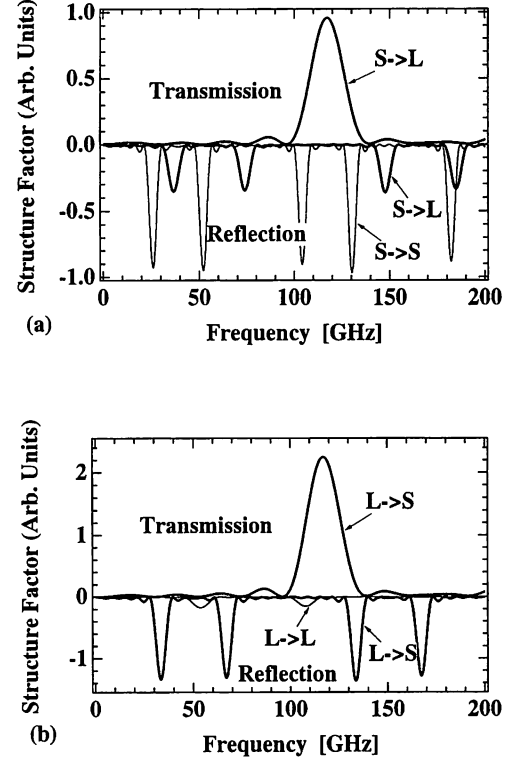 Structure Factor (Arb. Units)
1.0
0.5
0.0
-0.5
-1.0
Transmission
S->L
S->L
Reflection
S->S
0 50 100 150 200
Frequency [GHz]
(a)
Structure Factor (Arb. Units)
2
1
0
-1
Transmission
L->S
L->L
L->S
Reflection
0 50 100 150 200
Frequency [GHz]
(b)